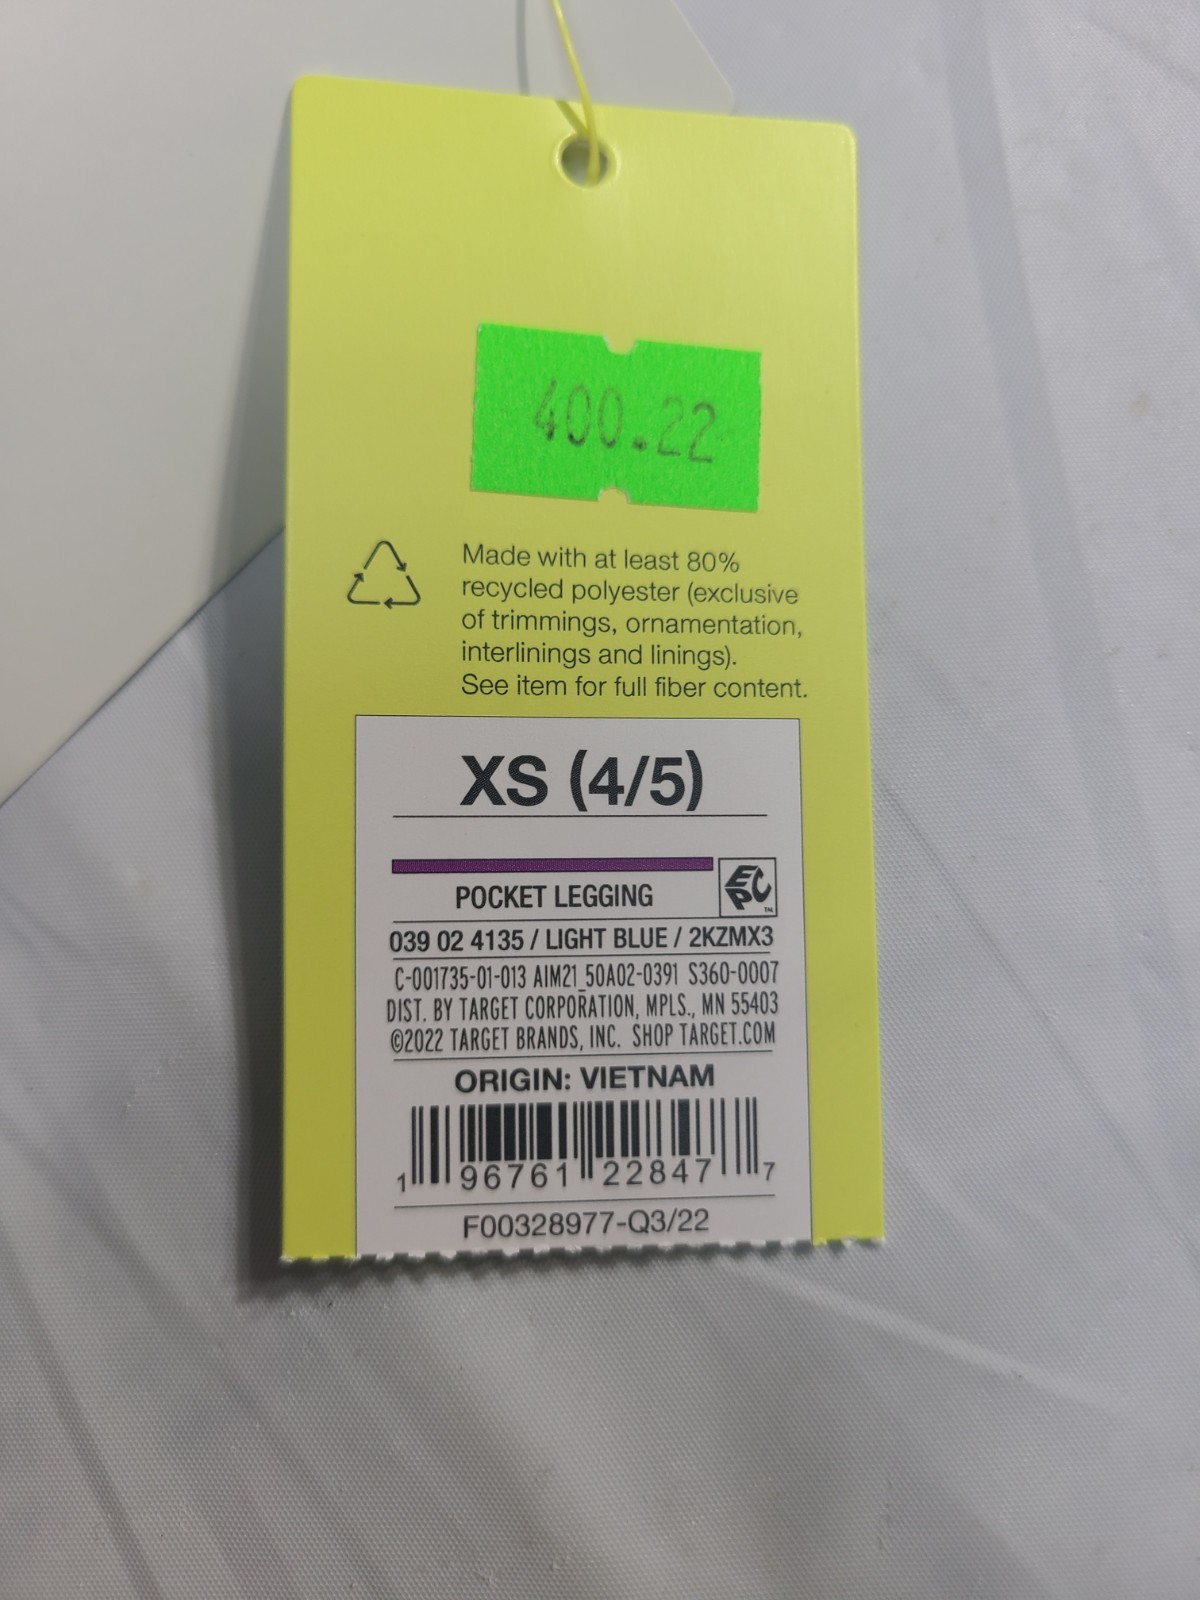 400.22
Made with at least 80%
recycled polyester (exclusive
of trimmings, ornamentation,
interlinings and linings).
See item for full fiber content.
XS (4/5)
EPC
TM
POCKET LEGGING
039 02 4135 / LIGHT BLUE / 2KZMX3
C-001735-01-013 AIM21_50A02-0391 S360-0007
DIST. BY TARGET CORPORATION, MPLS., MN 55403
©2022 TARGET BRANDS, INC. SHOP TARGET.COM
ORIGIN: VIETNAM
1 96761 22847 7
F00328977-Q3/22